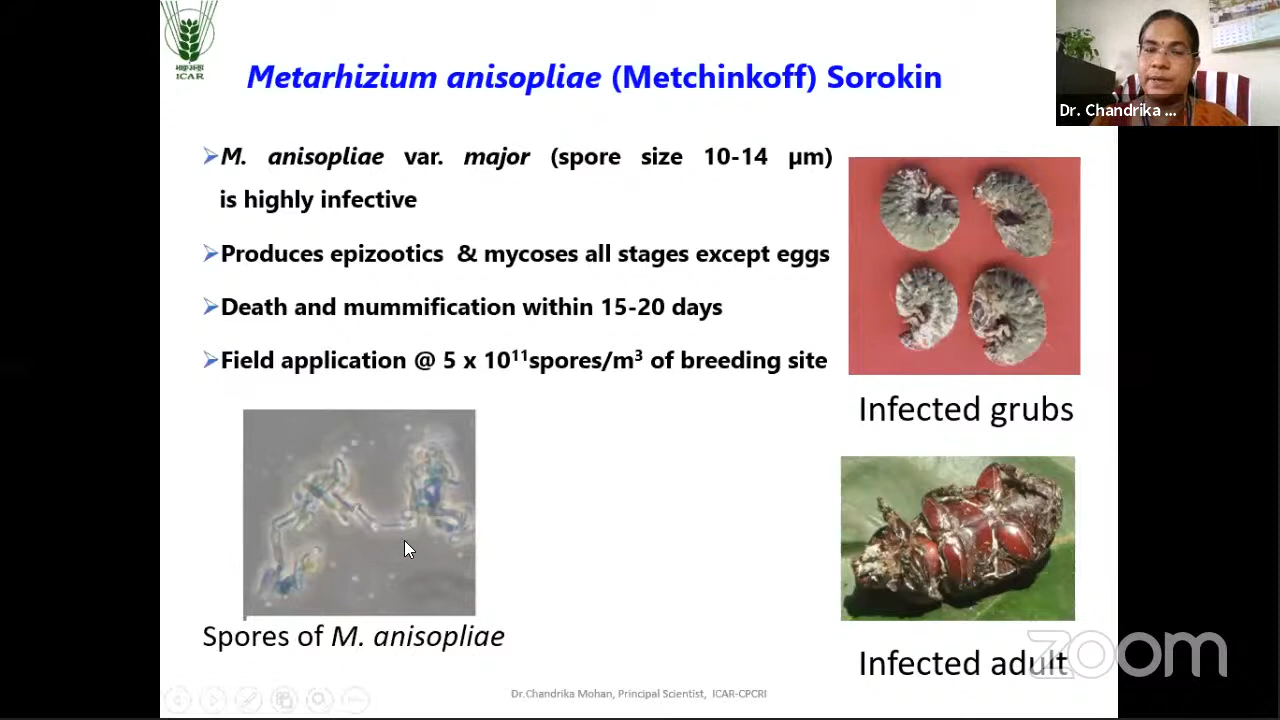 ICAR
Metarhizium anisopliae (Metchinkoff) Sorokin
Dr. Chandrika ...
➢M. anisopliae var. major (spore size 10-14 µm)
is highly infective
➢Produces epizootics & mycoses all stages except eggs
➢Death and mummification within 15-20 days
➢Field application @ 5 x 10¹¹spores/m³ of breeding site
Infected grubs
Spores of M. anisopliae
Infected adult
zoom
Dr.Chandrika Mohan, Principal Scientist, ICAR-CPCRI